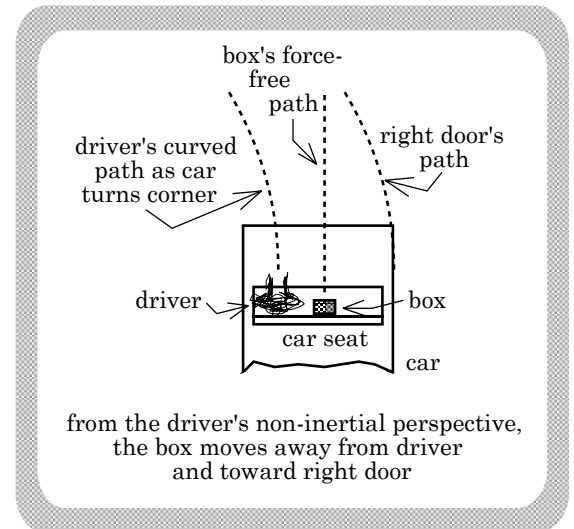 box's force-
free
path
driver's curved
path as car
turns corner
right door's
path
driver
box
car seat
car
from the driver's non-inertial perspective,
the box moves away from driver
and toward right door